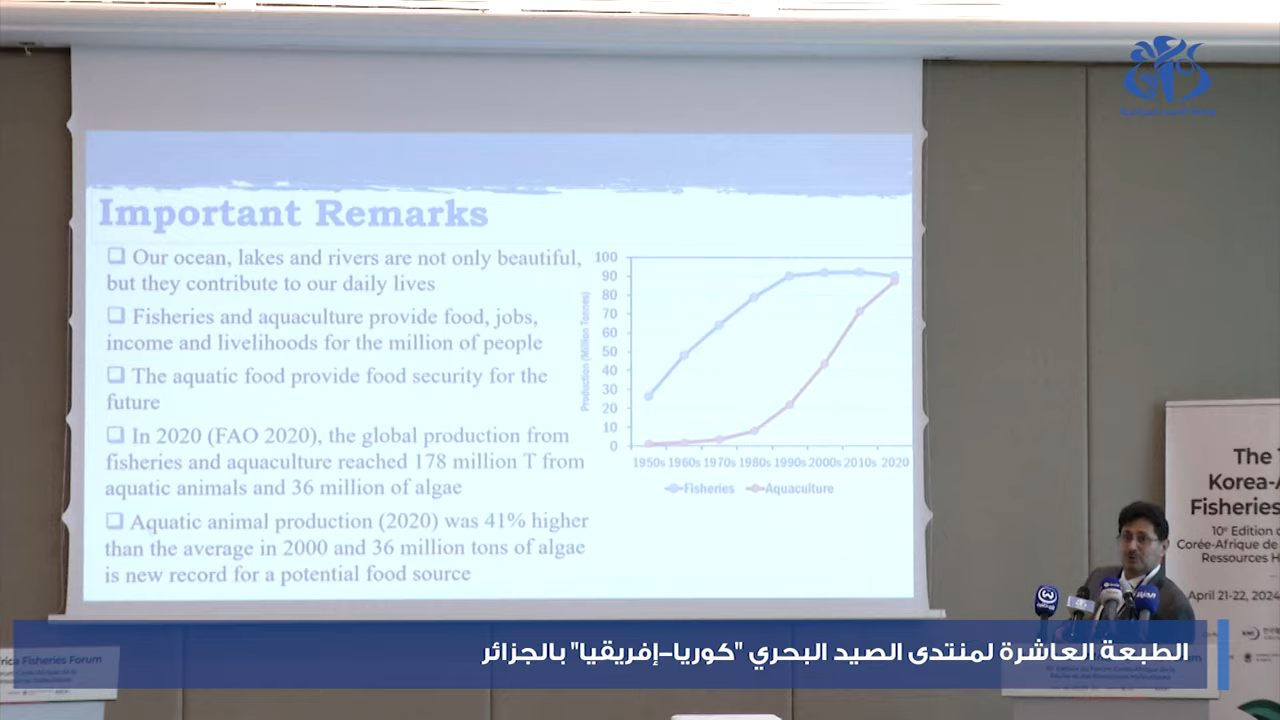 Important Remarks
❑ Our ocean, lakes and rivers are not only beautiful,
but they contribute to our daily lives
❑ Fisheries and aquaculture provide food, jobs,
income and livelihoods for the million of people
❑ The aquatic food provide food security for the
future
❑ In 2020 (FAO 2020), the global production from
fisheries and aquaculture reached 178 million T from
aquatic animals and 36 million of algae
❑ Aquatic animal production (2020) was 41% higher
than the average in 2000 and 36 million tons of algae
is new record for a potential food source
Production (Million Tonnes)
100
90
80
70
60
50
40
30
20
10
0
1950s 1960s 1970s 1980s 1990s 2000s 2010s 2020
Fisheries Aquaculture
The
Korea-
Fisheries
10e Edition
Corée-Afrique de
Ressources
April 21-22, 2024
Fisheries Forum
الطبعة العاشرة لمنتدى الصيد البحري "كوريا-إفريقيا" بالجزائر